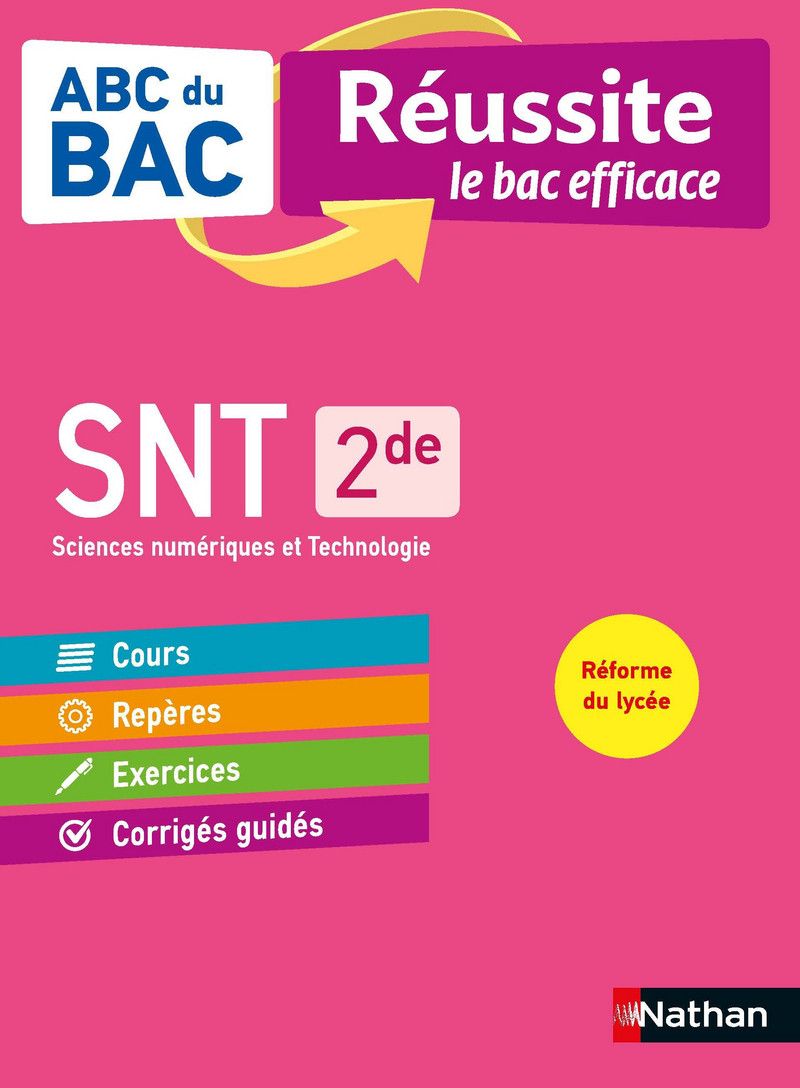 ABC du
BAC
Réussite
le bac efficace
SNT 2de
Sciences numériques et Technologie
Cours
Repères
Exercices
Corrigés guidés
Réforme
du lycée
Nathan